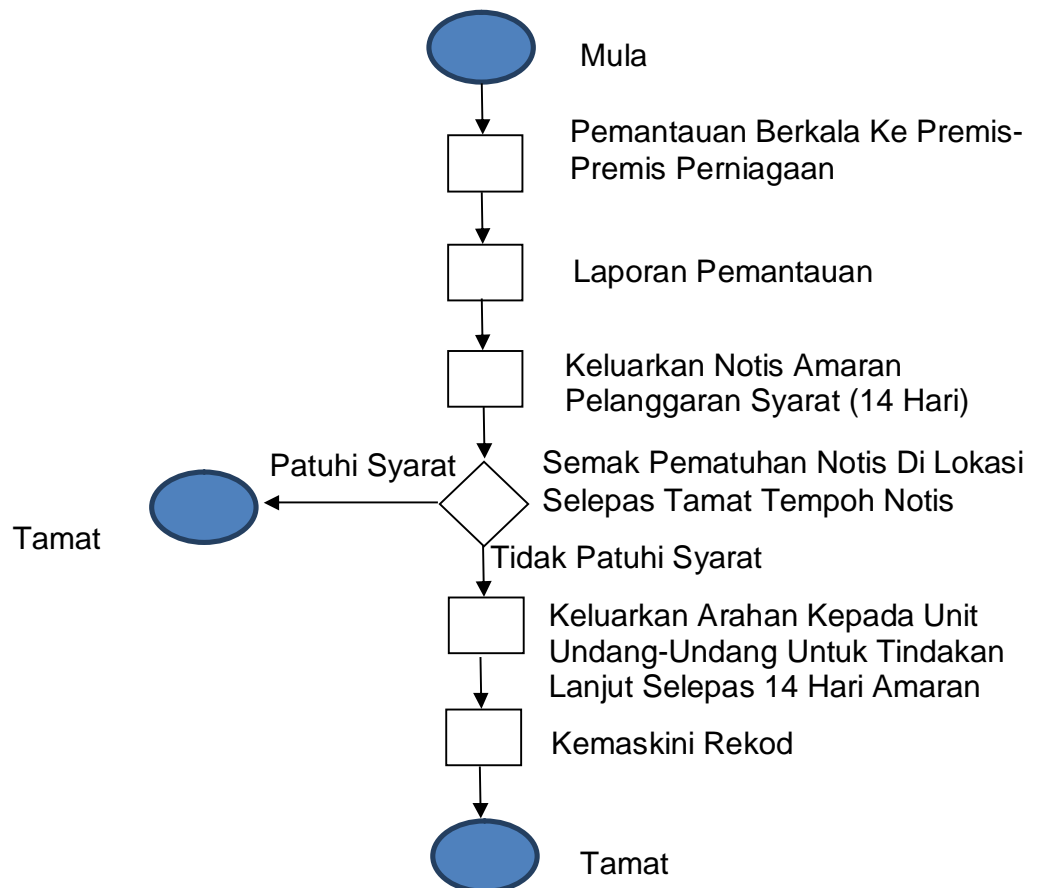 Mula
Pemantauan Berkala Ke Premis-
Premis Perniagaan
Laporan Pemantauan
Keluarkan Notis Amaran
Pelanggaran Syarat (14 Hari)
Patuhi Syarat
Semak Pematuhan Notis Di Lokasi
Selepas Tamat Tempoh Notis
Tamat
Tidak Patuhi Syarat
Keluarkan Arahan Kepada Unit
Undang-Undang Untuk Tindakan
Lanjut Selepas 14 Hari Amaran
Kemaskini Rekod
Tamat